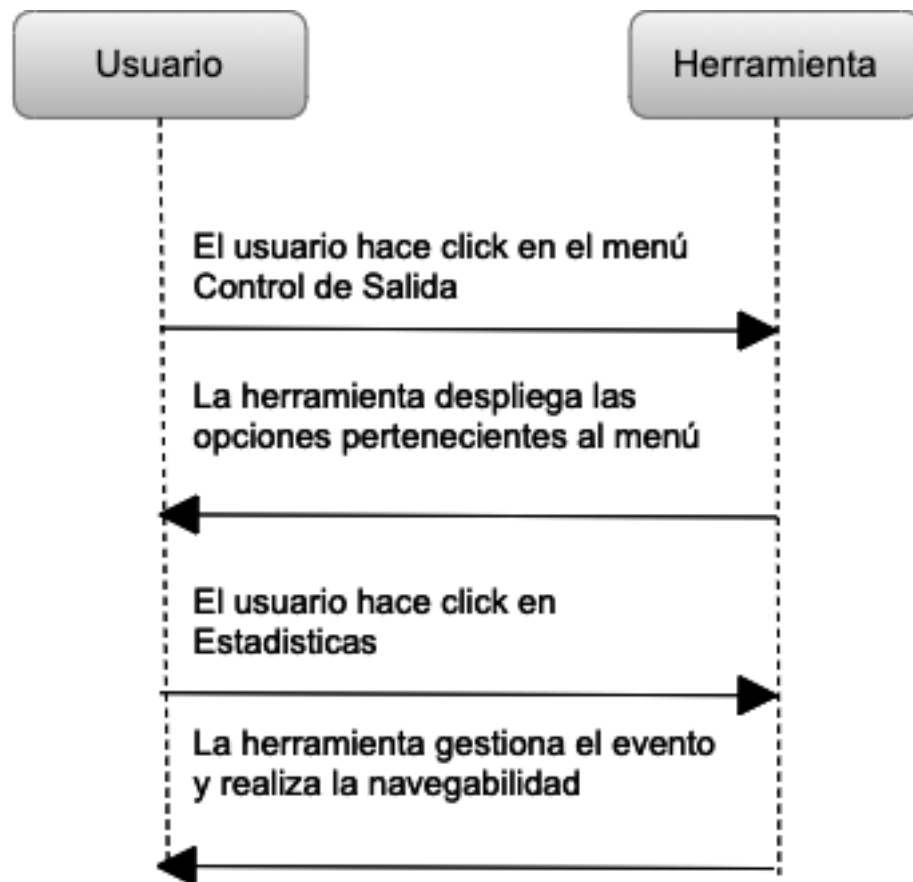 Usuario
Herramienta
El usuario hace click en el menú
Control de Salida
La herramienta despliega las
opciones pertenecientes al menú
El usuario hace click en
Estadisticas
La herramienta gestiona el evento
y realiza la navegabilidad